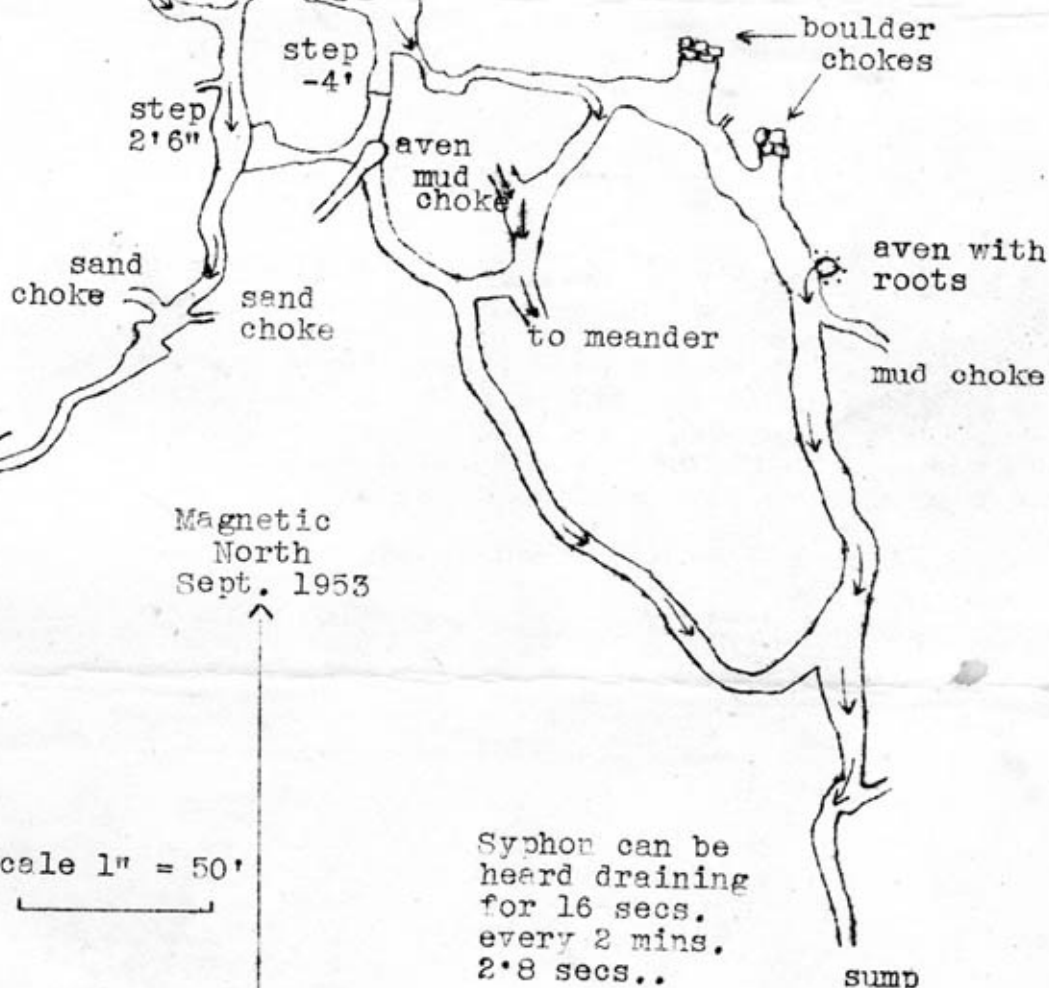 boulder
chokes
step
-4'
step
2'6"
aven
mud
choke
sand
choke
sand
choke
aven with
roots
to meander
mud choke
Magnetic
North
Sept. 1953
cale 1" = 50'
Syphon can be
heard draining
for 16 secs.
every 2 mins.
2·8 secs..
sump